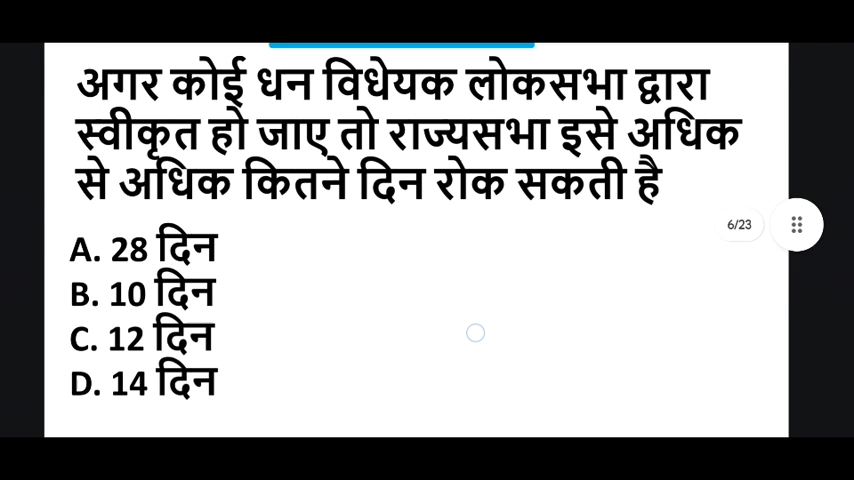 अगर कोई धन विधेयक लोकसभा द्वारा
स्वीकृत हो जाए तो राज्यसभा इसे अधिक
से अधिक कितने दिन रोक सकती है
6/23
A. 28 दिन
B. 10 दिन
C. 12 दिन
D. 14 दिन